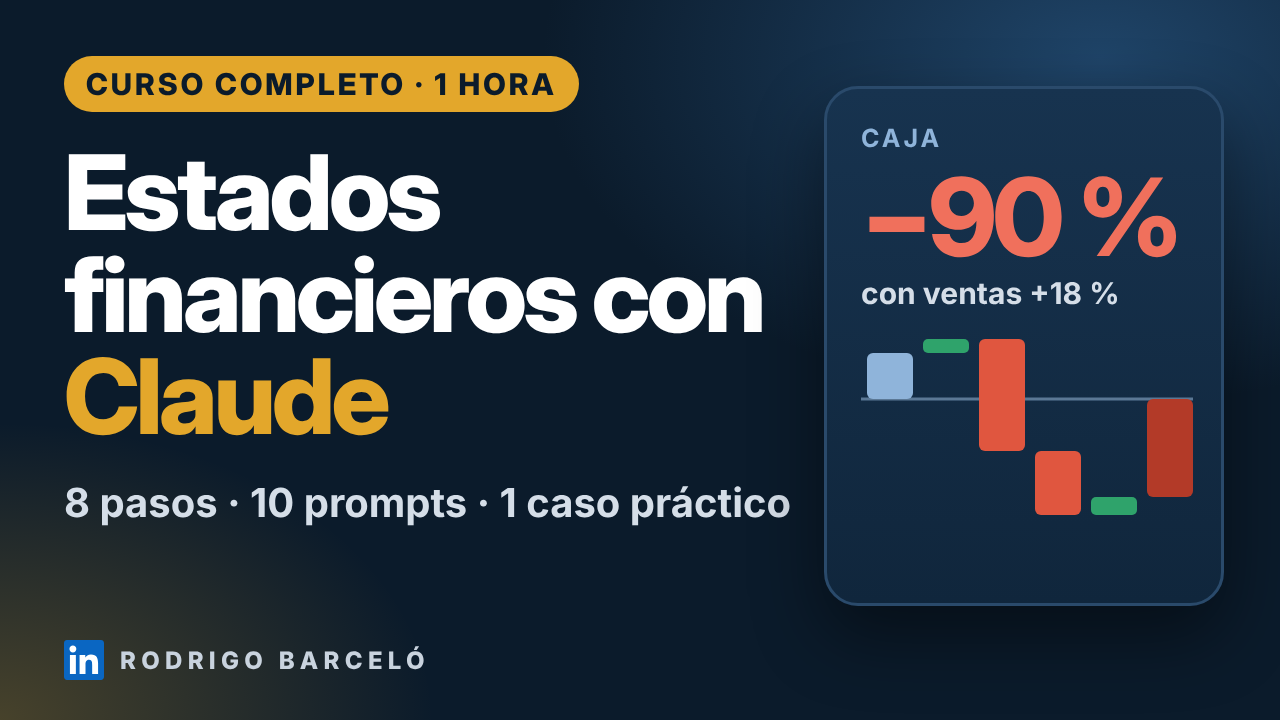 CURSO COMPLETO · 1 HORA
Estados
financieros con
Claude
8 pasos · 10 prompts · 1 caso práctico
in RODRIGO BARCELÓ
CAJA
−90 %
con ventas +18 %